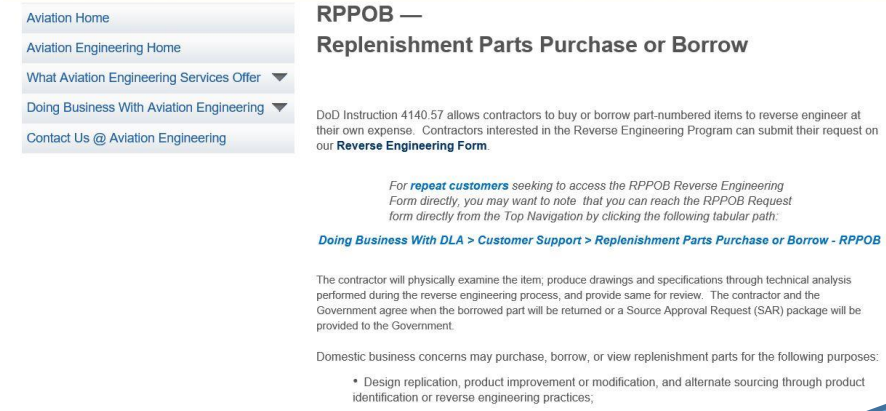 Aviation Home
Aviation Engineering Home
What Aviation Engineering Services Offer
Doing Business With Aviation Engineering
Contact Us @ Aviation Engineering
RPPOB —
Replenishment Parts Purchase or Borrow
DoD Instruction 4140.57 allows contractors to buy or borrow part-numbered items to reverse engineer at
their own expense. Contractors interested in the Reverse Engineering Program can submit their request on
our Reverse Engineering Form.
For repeat customers seeking to access the RPPOB Reverse Engineering
Form directly, you may want to note that you can reach the RPPOB Request
form directly from the Top Navigation by clicking the following tabular path:
Doing Business With DLA > Customer Support > Replenishment Parts Purchase or Borrow - RPPOB
The contractor will physically examine the item; produce drawings and specifications through technical analysis
performed during the reverse engineering process, and provide same for review. The contractor and the
Government agree when the borrowed part will be returned or a Source Approval Request (SAR) package will be
provided to the Government.
Domestic business concerns may purchase, borrow, or view replenishment parts for the following purposes:
• Design replication, product improvement or modification, and alternate sourcing through product
identification or reverse engineering practices;